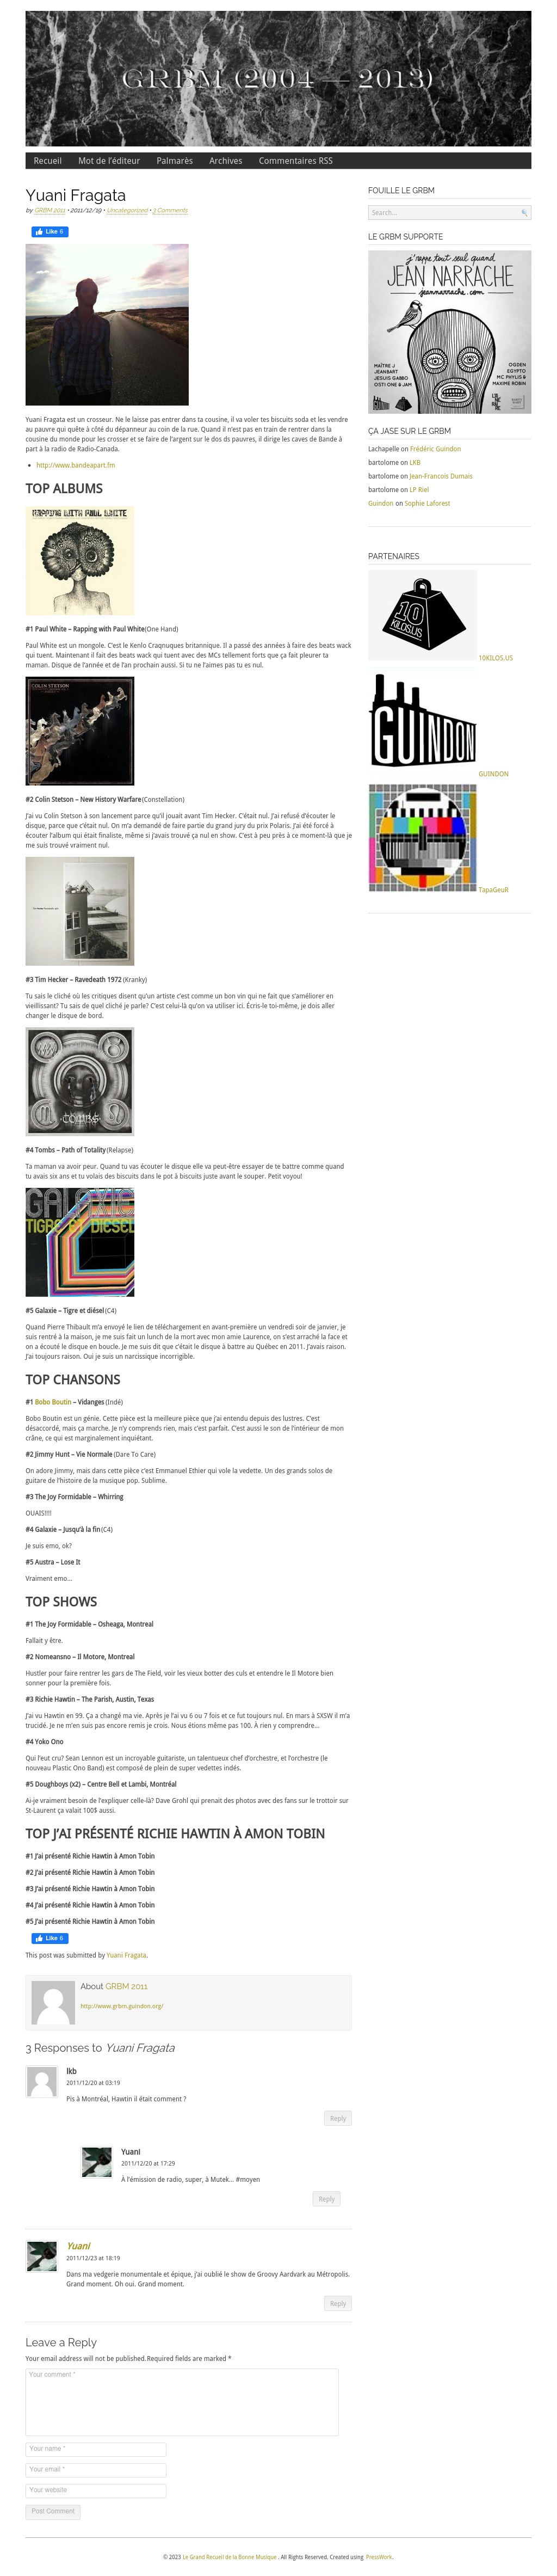 GRBM (2004 — 2013)
Recueil Mot de l'éditeur Palmarès Archives Commentaires RSS
Yuani Fragata
by GRBM 2011 • 2011/12/19 • Uncategorized • 3 Comments
Like 6
Yuani Fragata est un crosseur. Ne le laisse pas entrer dans ta cousine, il va voler tes biscuits soda et les vendre
au pauvre qui quête à côté du dépanneur au coin de la rue. Quand il n'est pas en train de rentrer dans la
cousine du monde pour les crosser et se faire de l'argent sur le dos du pauvres, il dirige les caves de Bande à
part à la radio de Radio-Canada.
http://www.bandeapart.fm
TOP ALBUMS
RAPPING WITH PAUL WHITE
#1 Paul White – Rapping with Paul White(One Hand)
Paul White est un mongole. C'est le Kenlo Craqnuques britannique. Il a passé des années à faire des beats wack
qui tuent. Maintenant il fait des beats wack qui tuent avec des MCs tellement forts que ça fait pleurer ta
maman. Disque de l'année et de l'an prochain aussi. Si tu ne l'aimes pas tu es nul.
COLIN STETSON
#2 Colin Stetson – New History Warfare(Constellation)
J'ai vu Colin Stetson à son lancement parce qu'il jouait avant Tim Hecker. C'était nul. J'ai refusé d'écouter le
disque, parce que c'était nul. On m'a demandé de faire partie du grand jury du prix Polaris. J'ai été forcé à
écouter l'album qui était finaliste, même si j'avais trouvé ça nul en show. C'est à peu près à ce moment-là que je
me suis trouvé vraiment nul.
#3 Tim Hecker – Ravedeath 1972 (Kranky)
Tu sais le cliché où les critiques disent qu'un artiste c'est comme un bon vin qui ne fait que s'améliorer en
vieillissant? Tu sais de quel cliché je parle? C'est celui-là qu'on va utiliser ici. Écris-le toi-même, je dois aller
changer le disque de bord.
TOMBS
#4 Tombs – Path of Totality(Relapse)
Ta maman va avoir peur. Quand tu vas écouter le disque elle va peut-être essayer de te battre comme quand
tu avais six ans et tu volais des biscuits dans le pot à biscuits juste avant le souper. Petit voyou!
GALAXIE
TIGRE ET DIESEL
#5 Galaxie – Tigre et diésel(C4)
Quand Pierre Thibault m'a envoyé le lien de téléchargement en avant-première un vendredi soir de janvier, je
suis rentré à la maison, je me suis fait un lunch de la mort avec mon amie Laurence, on s'est arraché la face et
on a écouté le disque en boucle. Je me suis dit que c'était le disque à battre au Québec en 2011. J'avais raison.
J'ai toujours raison. Oui je suis un narcissique incorrigible.
TOP CHANSONS
#1 Bobo Boutin – Vidanges (Indé)
Bobo Boutin est un génie. Cette pièce est la meilleure pièce que j'ai entendu depuis des lustres. C'est
désaccordé, mais ça marche. Je n'y comprends rien, mais c'est parfait. C'est aussi le son de l'intérieur de mon
crâne, ce qui est marginalement inquiétant.
#2 Jimmy Hunt – Vie Normale (Dare To Care)
On adore Jimmy, mais dans cette pièce c'est Emmanuel Ethier qui vole la vedette. Un des grands solos de
guitare de l'histoire de la musique pop. Sublime.
#3 The Joy Formidable – Whirring
OUAIS!!!!
#4 Galaxie – Jusqu'à la fin (C4)
Je suis emo, ok?
#5 Austra – Lose It
Vraiment emo...
TOP SHOWS
#1 The Joy Formidable – Osheaga, Montreal
Fallait y être.
#2 Nomeansno – Il Motore, Montreal
Hustler pour faire rentrer les gars de The Field, voir les vieux botter des culs et entendre le Il Motore bien
sonner pour la première fois.
#3 Richie Hawtin – The Parish, Austin, Texas
J'ai vu Hawtin en 99. Ça a changé ma vie. Après je l'ai vu 6 ou 7 fois et ce fut toujours nul. En mars à SXSW il m'a
trucidé. Je ne m'en suis pas encore remis je crois. Nous étions même pas 100. À rien y comprendre...
#4 Yoko Ono
Qui l'eut cru? Sean Lennon est un incroyable guitariste, un talentueux chef d'orchestre, et l'orchestre (le
nouveau Plastic Ono Band) est composé de plein de super vedettes indés.
#5 Doughboys (x2) – Centre Bell et Lambi, Montréal
Ai-je vraiment besoin de l'expliquer celle-là? Dave Grohl qui prenait des photos avec des fans sur le trottoir sur
St-Laurent ça valait 100$ aussi.
TOP J'AI PRÉSENTÉ RICHIE HAWTIN À AMON TOBIN
#1 J'ai présenté Richie Hawtin à Amon Tobin
#2 J'ai présenté Richie Hawtin à Amon Tobin
#3 J'ai présenté Richie Hawtin à Amon Tobin
#4 J'ai présenté Richie Hawtin à Amon Tobin
#5 J'ai présenté Richie Hawtin à Amon Tobin
Like 6
This post was submitted by Yuani Fragata.
About GRBM 2011
http://www.grbm.guindon.org/
3 Responses to Yuani Fragata
lkb
2011/12/20 at 03:19
Pis à Montréal, Hawtin il était comment ?
Reply
Yuani
2011/12/20 at 17:29
À l'émission de radio, super, à Mutek... #moyen
Reply
Yuani
2011/12/23 at 18:19
Dans ma vedgerie monumentale et épique, j'ai oublié le show de Groovy Aardvark au Métropolis.
Grand moment. Oh oui. Grand moment.
Reply
Leave a Reply
Your email address will not be published.Required fields are marked *
Your comment *
Your name *
Your email *
Your website
Post Comment
FOUILLE LE GRBM
Search...
LE GRBM SUPPORTE
j'rappe tout seul quand
JEAN NARRACHE
jeannarrache.com
MAÎTRE J
JEANBART
JESUIS GABBO
OSTI ONE & JAM
OGDEN
EGYPTO
MC PHYLIS &
MAXIME ROBIN
ÇA JASE SUR LE GRBM
Lachapelle on Frédéric Guindon
bartolome on LKB
bartolome on Jean-Francois Dumais
bartolome on LP Riel
Guindon on Sophie Laforest
PARTENAIRES
10 KILOS.US
10KILOS.US
GUINDON
GUINDON
TapaGeuR
© 2023 Le Grand Recueil de la Bonne Musique . All Rights Reserved. Created using PressWork.